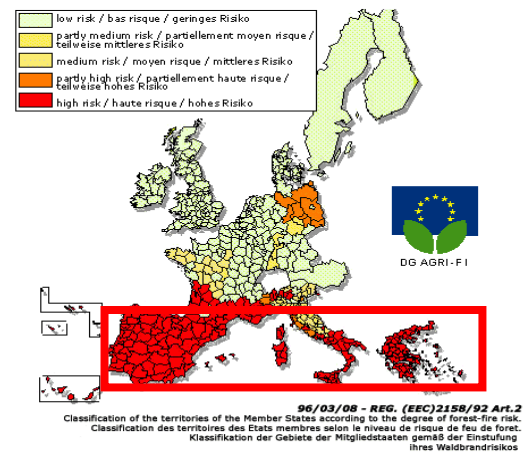 low risk / bas risque / geringes Risiko
partly medium risk / partiellement moyen risque /
teilweise mittleres Risiko
medium risk / moyen risque / mittleres Risiko
partly high risk / partiellement haute risque /
teilweise hohes Risiko
high risk / haute risque / hohes Risiko
DG AGRI-FI
96/03/08 - REG. (EEC)2158/92 Art.2
Classification of the territories of the Member States according to the degree of forest-fire risk.
Classification des territoires des Etats membres selon le niveau de risque de feu de foret.
Klassifikation der Gebiete der Mitgliedstaaten gemäß der Einstufung
ihres Waldbrandrisikos